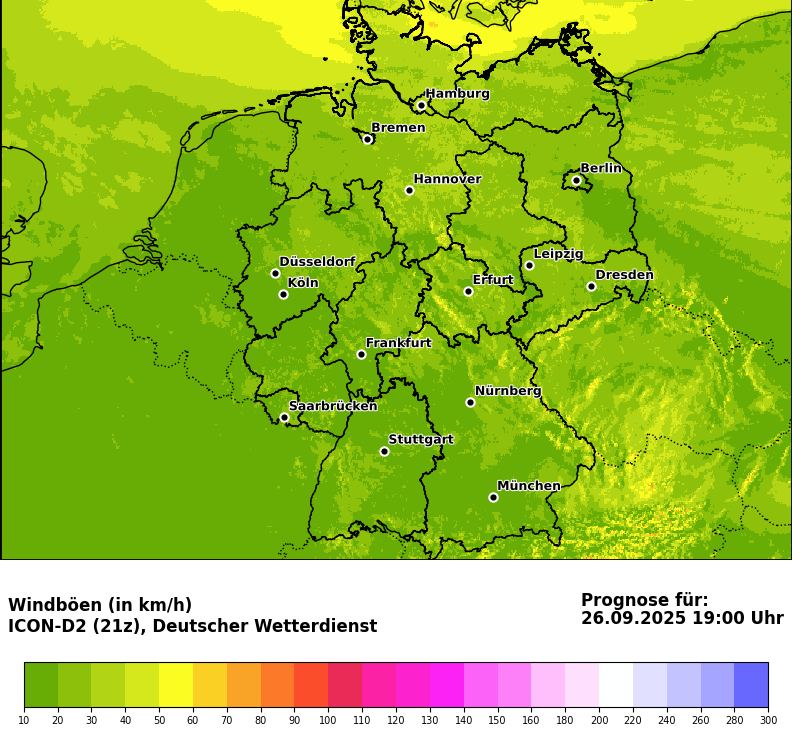 Hamburg
Bremen
Berlin
Hannover
Leipzig
Düsseldorf
Dresden
Köln
Erfurt
Frankfurt
Nürnberg
Saarbrücken
Stuttgart
München
Windböen (in km/h)
ICON-D2 (21z), Deutscher Wetterdienst
Prognose für:
26.09.2025 19:00 Uhr
10 20 30 40 50 60 70 80 90 100 110 120 130 140 150 160 180 200 220 240 260 280 300